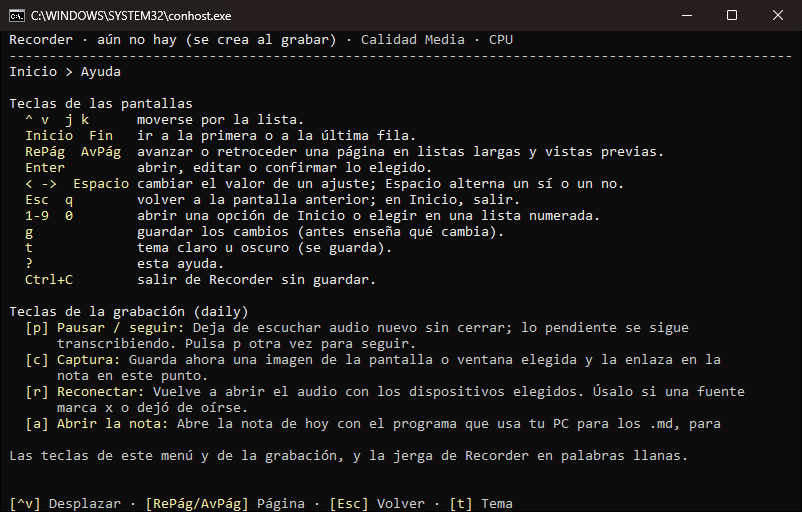 C:\WINDOWS\SYSTEM32\conhost.exe
Recorder · aún no hay (se crea al grabar) · Calidad Media · CPU
--------------------------------------------------------------------------------------------------
Inicio > Ayuda
Teclas de las pantallas
^ v  j k      moverse por la lista.
Inicio  Fin   ir a la primera o a la última fila.
RePág  AvPág  avanzar o retroceder una página en listas largas y vistas previas.
Enter         abrir, editar o confirmar lo elegido.
< ->  Espacio cambiar el valor de un ajuste; Espacio alterna un sí o un no.
Esc  q        volver a la pantalla anterior; en Inicio, salir.
1-9  0        abrir una opción de Inicio o elegir en una lista numerada.
g             guardar los cambios (antes enseña qué cambia).
t             tema claro u oscuro (se guarda).
?             esta ayuda.
Ctrl+C        salir de Recorder sin guardar.
Teclas de la grabación (daily)
[p] Pausar / seguir: Deja de escuchar audio nuevo sin cerrar; lo pendiente se sigue
transcribiendo. Pulsa p otra vez para seguir.
[c] Captura: Guarda ahora una imagen de la pantalla o ventana elegida y la enlaza en la
nota en este punto.
[r] Reconectar: Vuelve a abrir el audio con los dispositivos elegidos. Úsalo si una fuente
marca x o dejó de oírse.
[a] Abrir la nota: Abre la nota de hoy con el programa que usa tu PC para los .md, para
Las teclas de este menú y de la grabación, y la jerga de Recorder en palabras llanas.
[^v] Desplazar · [RePág/AvPág] Página · [Esc] Volver · [t] Tema